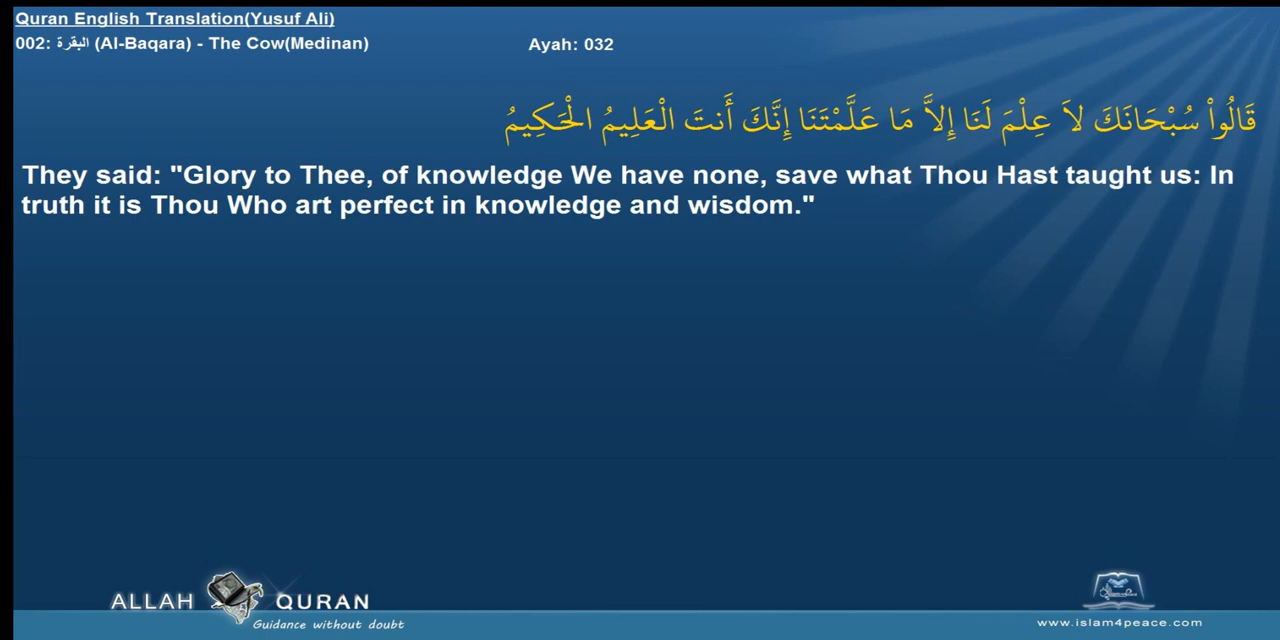 Quran English Translation(Yusuf Ali)
002: البقرة (Al-Baqara) - The Cow(Medinan) Ayah: 032
قَالُواْ سُبْحَانَكَ لاَ عِلْمَ لَنَا إِلاَّ مَا عَلَّمْتَنَا إِنَّكَ أَنتَ الْعَلِيمُ الْحَكِيمُ
They said: "Glory to Thee, of knowledge We have none, save what Thou Hast taught us: In
truth it is Thou Who art perfect in knowledge and wisdom."
ALLAH QURAN
Guidance without doubt
www.islam4peace.com